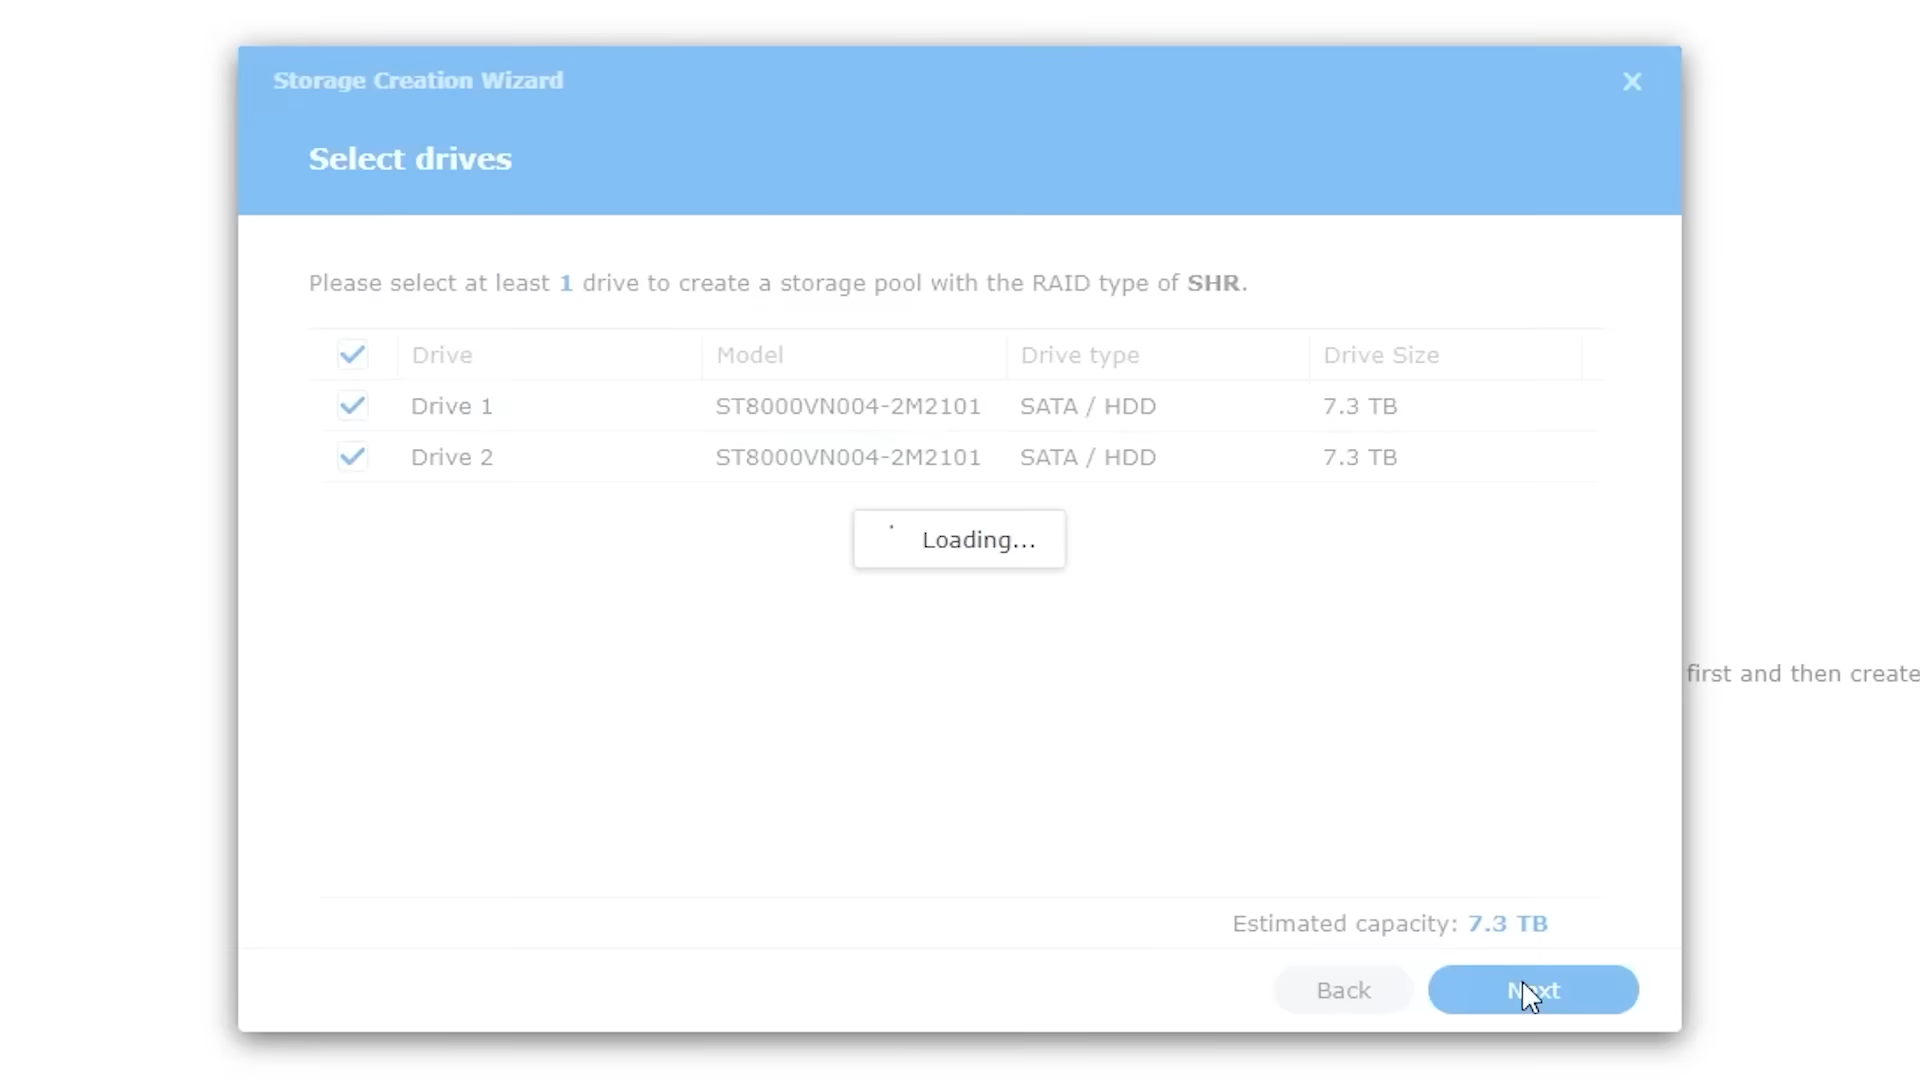 Storage Creation Wizard
Select drives
Please select at least 1 drive to create a storage pool with the RAID type of SHR.
Drive Model Drive type Drive Size
Drive 1 ST8000VN004-2M2101 SATA / HDD 7.3 TB
Drive 2 ST8000VN004-2M2101 SATA / HDD 7.3 TB
Loading...
first and then create
Estimated capacity: 7.3 TB
Back Next